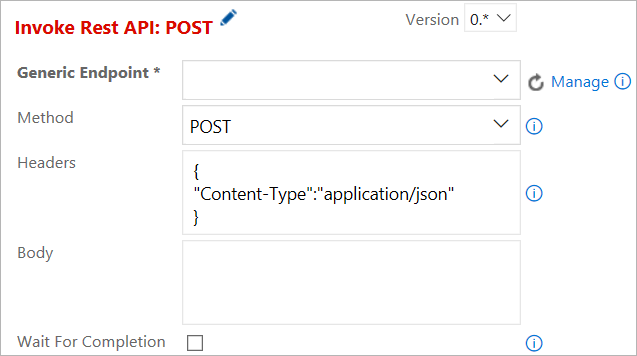 Invoke Rest API: POST
Version 0.*
Generic Endpoint *
Manage
Method POST
Headers {
"Content-Type":"application/json"
}
Body
Wait For Completion